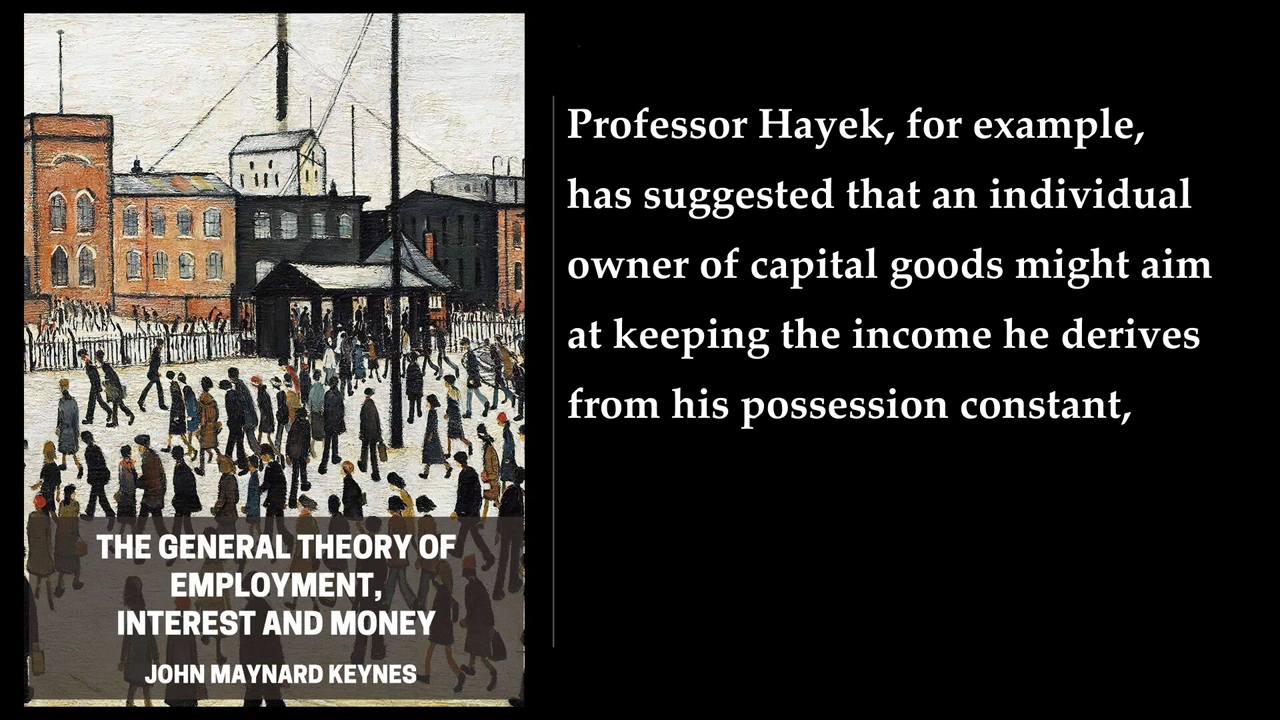 Professor Hayek, for example,
has suggested that an individual
owner of capital goods might aim
at keeping the income he derives
from his possession constant,
THE GENERAL THEORY OF
EMPLOYMENT,
INTEREST AND MONEY
JOHN MAYNARD KEYNES